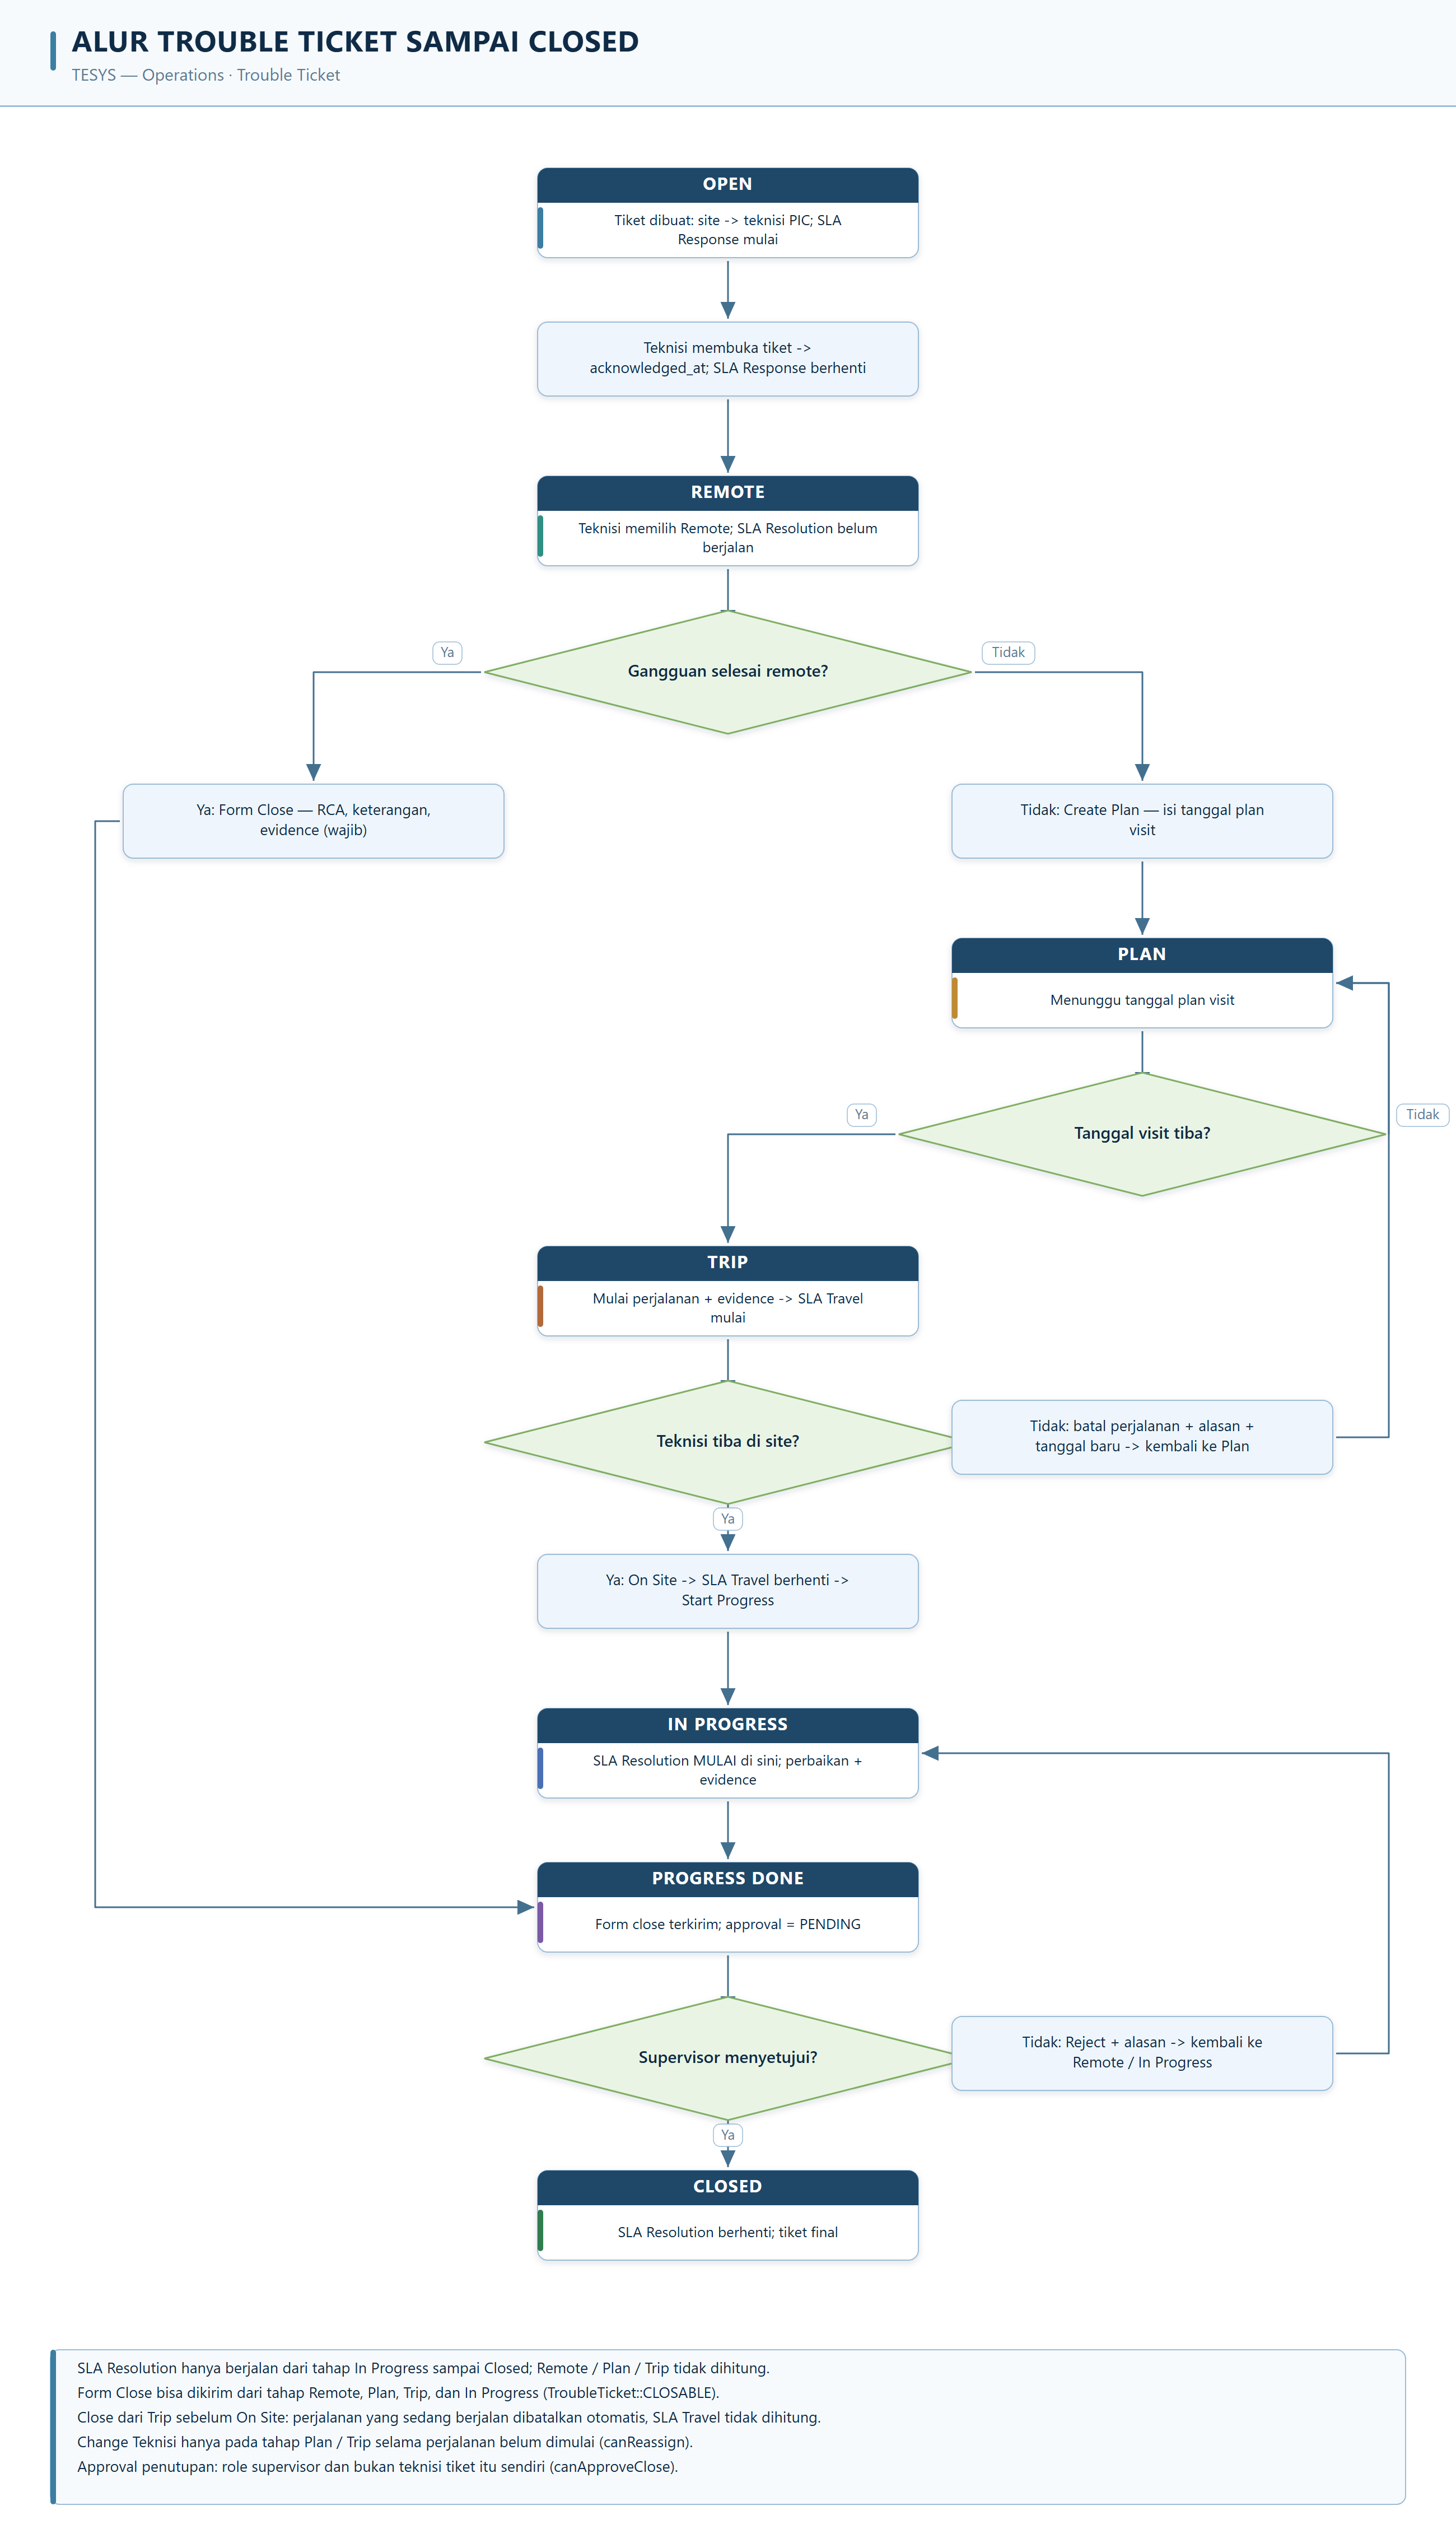 ALUR TROUBLE TICKET SAMPAI CLOSED
TESYS — Operations · Trouble Ticket
OPEN
Tiket dibuat: site -> teknisi PIC; SLA
Response mulai
Teknisi membuka tiket ->
acknowledged_at; SLA Response berhenti
REMOTE
Teknisi memilih Remote; SLA Resolution belum
berjalan
Gangguan selesai remote?
Ya
Tidak
Ya: Form Close — RCA, keterangan,
evidence (wajib)
Tidak: Create Plan — isi tanggal plan
visit
PLAN
Menunggu tanggal plan visit
Tanggal visit tiba?
Ya
Tidak
TRIP
Mulai perjalanan + evidence -> SLA Travel
mulai
Teknisi tiba di site?
Tidak: batal perjalanan + alasan +
tanggal baru -> kembali ke Plan
Ya
Ya: On Site -> SLA Travel berhenti ->
Start Progress
IN PROGRESS
SLA Resolution MULAI di sini; perbaikan +
evidence
PROGRESS DONE
Form close terkirim; approval = PENDING
Supervisor menyetujui?
Tidak: Reject + alasan -> kembali ke
Remote / In Progress
Ya
CLOSED
SLA Resolution berhenti; tiket final
SLA Resolution hanya berjalan dari tahap In Progress sampai Closed; Remote / Plan / Trip tidak dihitung.
Form Close bisa dikirim dari tahap Remote, Plan, Trip, dan In Progress (TroubleTicket::CLOSABLE).
Close dari Trip sebelum On Site: perjalanan yang sedang berjalan dibatalkan otomatis, SLA Travel tidak dihitung.
Change Teknisi hanya pada tahap Plan / Trip selama perjalanan belum dimulai (canReassign).
Approval penutupan: role supervisor dan bukan teknisi tiket itu sendiri (canApproveClose).